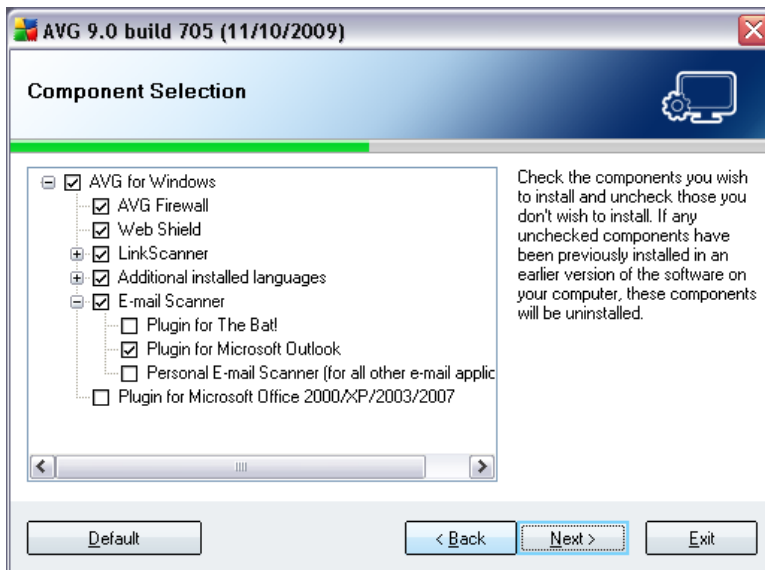 AVG 9.0 build 705 (11/10/2009)
Component Selection
AVG for Windows
AVG Firewall
Web Shield
LinkScanner
Additional installed languages
E-mail Scanner
Plugin for The Bat!
Plugin for Microsoft Outlook
Personal E-mail Scanner (for all other e-mail applic
Plugin for Microsoft Office 2000/XP/2003/2007
Check the components you wish
to install and uncheck those you
don't wish to install. If any
unchecked components have
been previously installed in an
earlier version of the software on
your computer, these components
will be uninstalled.
Default
< Back
Next >
Exit